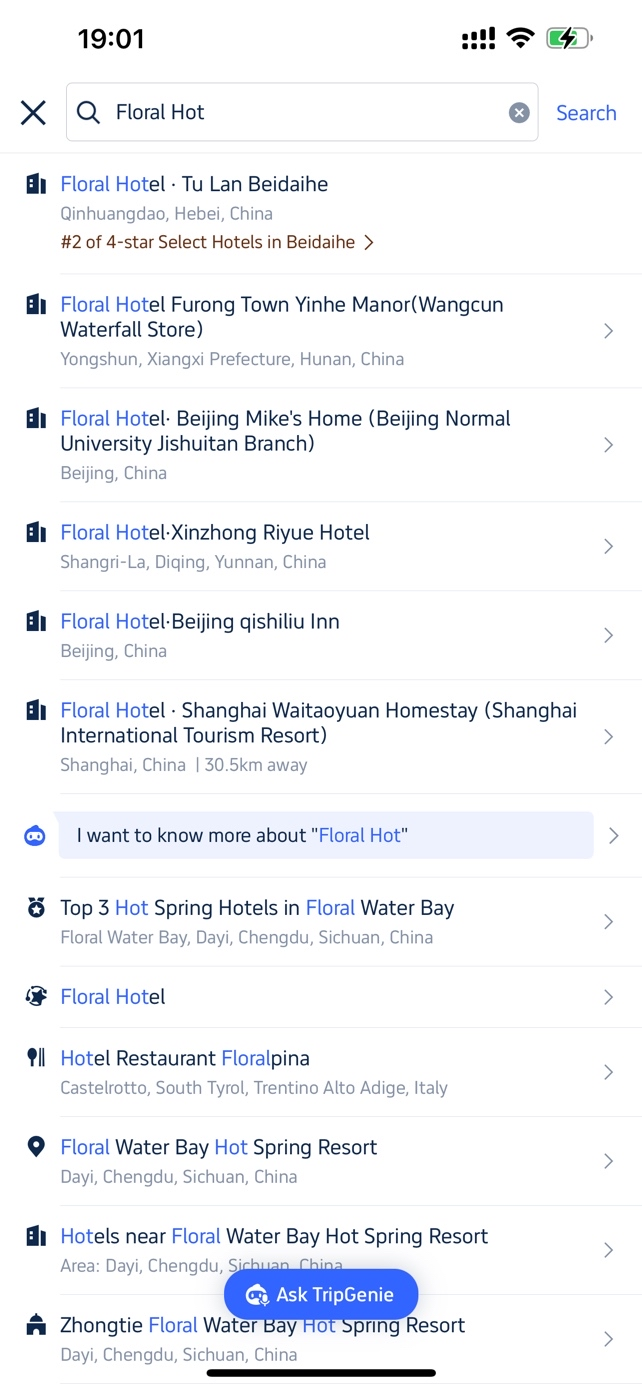 19:01
Floral Hot
Search
Floral Hotel · Tu Lan Beidaihe
Qinhuangdao, Hebei, China
#2 of 4-star Select Hotels in Beidaihe
Floral Hotel Furong Town Yinhe Manor(Wangcun
Waterfall Store)
Yongshun, Xiangxi Prefecture, Hunan, China
Floral Hotel· Beijing Mike's Home (Beijing Normal
University Jishuitan Branch)
Beijing, China
Floral Hotel·Xinzhong Riyue Hotel
Shangri-La, Diqing, Yunnan, China
Floral Hotel·Beijing qishiliu Inn
Beijing, China
Floral Hotel · Shanghai Waitaoyuan Homestay (Shanghai
International Tourism Resort)
Shanghai, China | 30.5km away
I want to know more about "Floral Hot"
Top 3 Hot Spring Hotels in Floral Water Bay
Floral Water Bay, Dayi, Chengdu, Sichuan, China
Floral Hotel
Hotel Restaurant Floralpina
Castelrotto, South Tyrol, Trentino Alto Adige, Italy
Floral Water Bay Hot Spring Resort
Dayi, Chengdu, Sichuan, China
Hotels near Floral Water Bay Hot Spring Resort
Area: Dayi, Chengdu, Sichuan, China
Ask TripGenie
Zhongtie Floral Water Bay Hot Spring Resort
Dayi, Chengdu, Sichuan, China